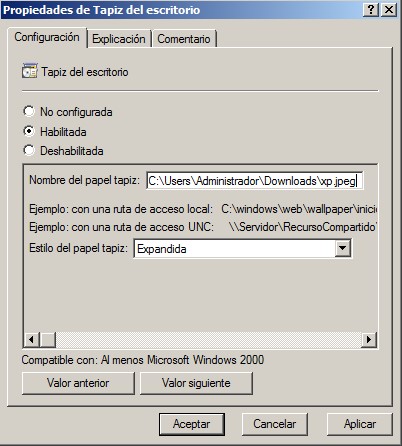 Propiedades de Tapiz del escritorio
Configuración Explicación Comentario
Tapiz del escritorio
No configurada
Habilitada
Deshabilitada
Nombre del papel tapiz: C:\Users\Administrador\Downloads\xp.jpeg
Ejemplo: con una ruta de acceso local: C:\windows\web\wallpaper\inici
Ejemplo: con una ruta de acceso UNC: \\Servidor\RecursoCompartido'
Estilo del papel tapiz: Expandida
Compatible con: Al menos Microsoft Windows 2000
Valor anterior Valor siguiente
Aceptar Cancelar Aplicar